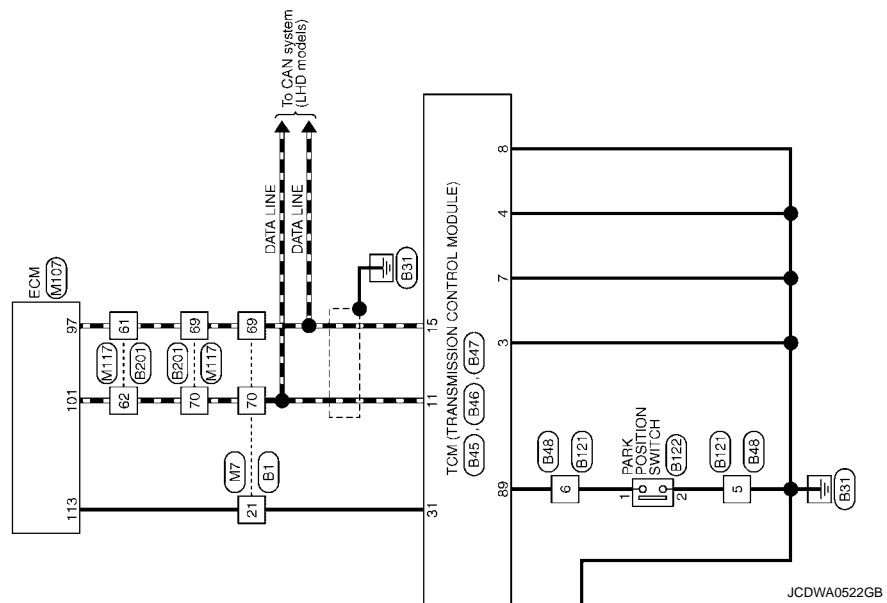 ECM
M107
97
101
113
61
62
M117
B201
69
70
B201
M117
69
70
21
M7
B1
DATA LINE
DATA LINE
To CAN system
(LHD models)
B31
15
11
31
TCM (TRANSMISSION CONTROL MODULE)
B45 , B46 , B47
8
4
7
3
89
B48
B121
6
1
2
PARK
POSITION
SWITCH
B122
5
B121
B48
B31
JCDWA0522GB